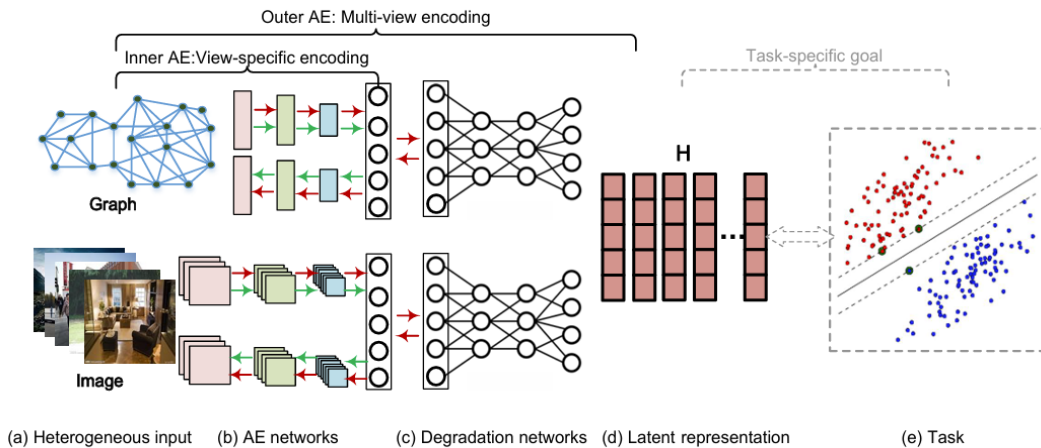 Outer AE: Multi-view encoding
Inner AE:View-specific encoding
Task-specific goal
H
Graph
...
Image
(a) Heterogeneous input
(b) AE networks
(c) Degradation networks
(d) Latent representation
(e) Task